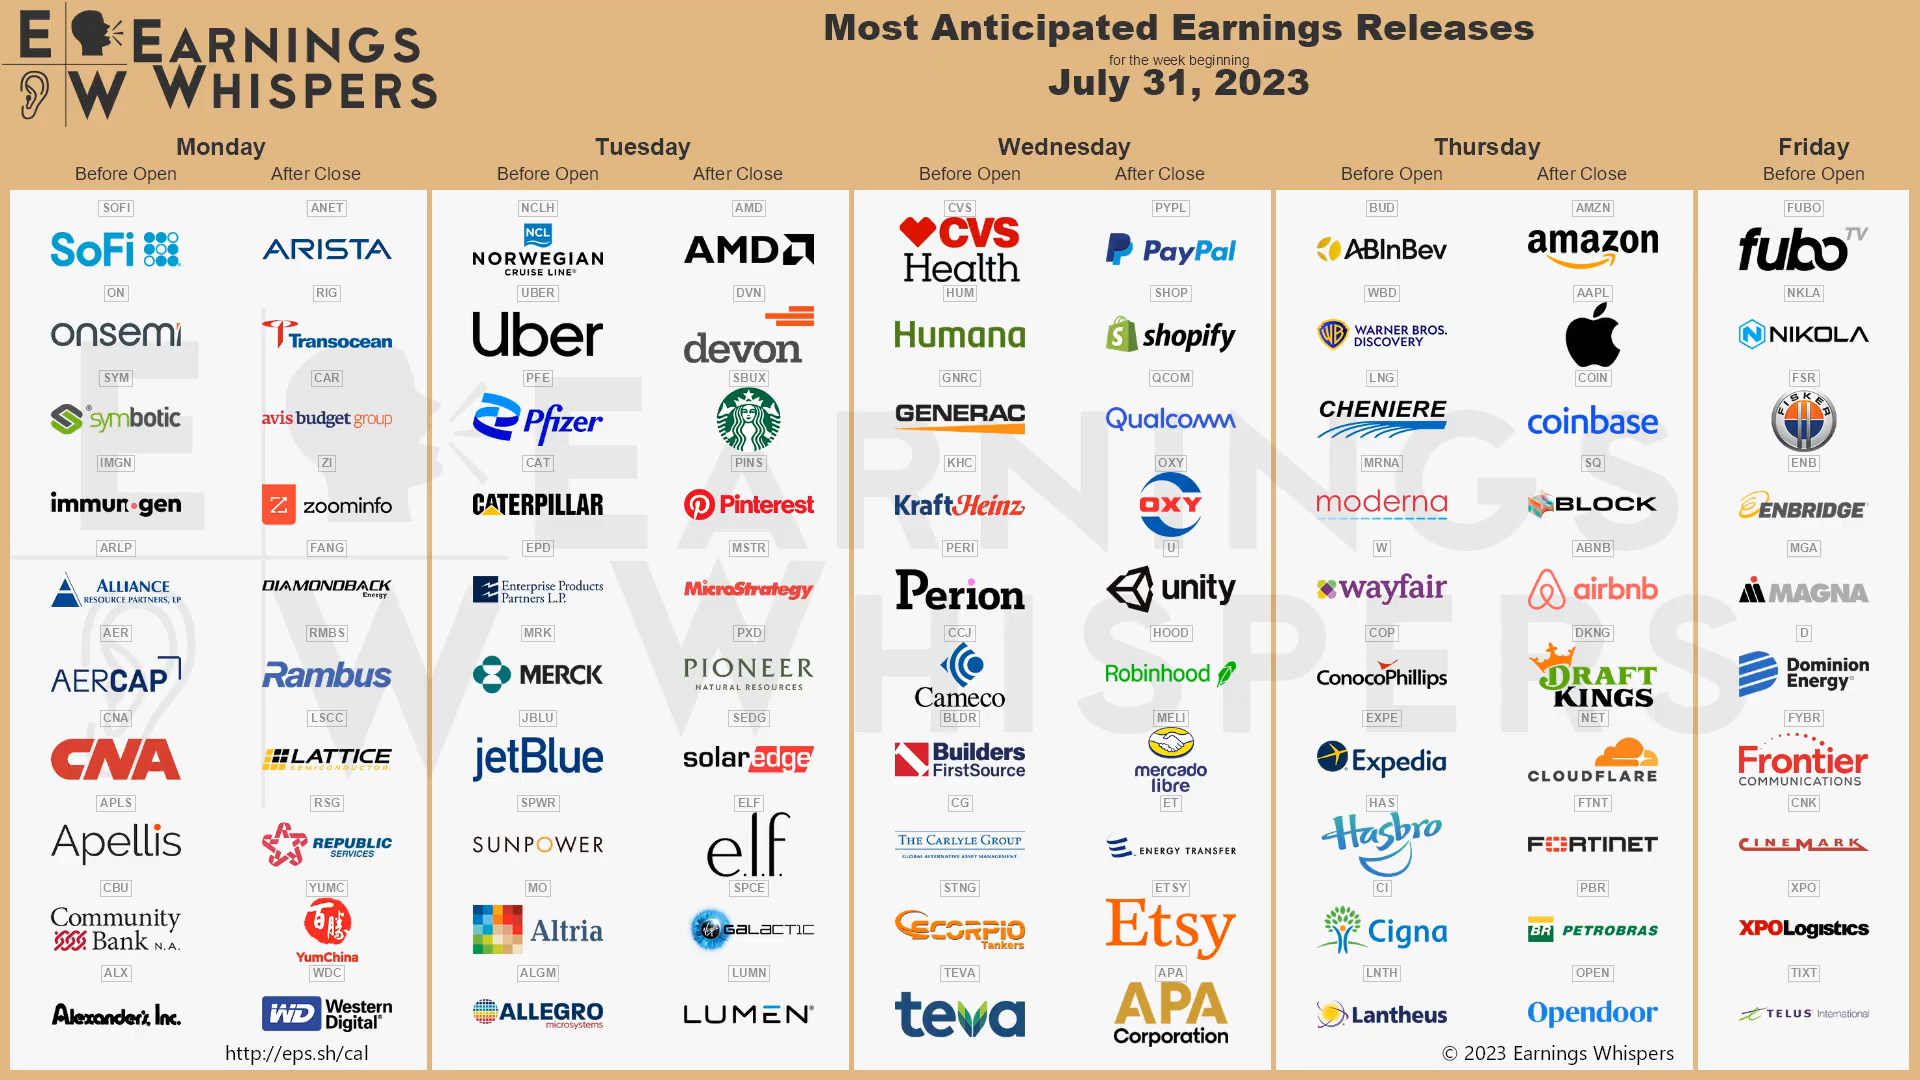 E EARNINGS
W WHISPERS
Most Anticipated Earnings Releases
for the week beginning
July 31, 2023
Monday
Before Open
After Close
SOFI
SoFi
ON
onsemi
SYM
symbotic
IMGN
immunogen
ARLP
ALLIANCE
RESOURCE PARTNERS, LP
AER
AERCAP
CNA
CNA
APLS
Apellis
CBU
Community
Bank N.A.
ALX
Alexander's, Inc.
ANET
ARISTA
RIG
Transocean
CAR
avis budget group
ZI
Z zoominfo
FANG
DIAMONDBACK
Energy
RMBS
Rambus
LSCC
LATTICE
SEMICONDUCTOR.
RSG
REPUBLIC
SERVICES
YUMC
YumChina
WDC
WD Western
Digital®
http://eps.sh/cal
Tuesday
Before Open
After Close
NCLH
NCL
NORWEGIAN
CRUISE LINE®
UBER
Uber
PFE
Pfizer
CAT
CATERPILLAR
EPD
Enterprise Products
Partners L.P.
MRK
MERCK
JBLU
jetBlue
SPWR
SUNPOWER
MO
Altria
ALGM
ALLEGRO
microsystems
AMD
AMD
DVN
devon
SBUX
PINS
Pinterest
MSTR
MicroStrategy
PXD
PIONEER
NATURAL RESOURCES
SEDG
solaredge
ELF
e.l.f.
SPCE
GALACTIC
LUMN
LUMEN®
Wednesday
Before Open
After Close
CVS
CVS
Health
HUM
Humana
GNRC
GENERAC
KHC
KraftHeinz
PERI
Perion
CCJ
Cameco
BLDR
Builders
FirstSource
CG
THE CARLYLE GROUP
GLOBAL ALTERNATIVE ASSET MANAGEMENT
STNG
SCORPIO
Tankers
TEVA
teva
PYPL
PayPal
SHOP
shopify
QCOM
Qualcomm
OXY
OXY
U
unity
HOOD
Robinhood
MELI
mercado
libre
ET
ENERGY TRANSFER
ETSY
Etsy
APA
APA
Corporation
Thursday
Before Open
After Close
BUD
ABInBev
WBD
WB WARNER BROS.
DISCOVERY
LNG
CHENIERE
MRNA
moderna
W
wayfair
COP
ConocoPhillips
EXPE
Expedia
HAS
Hasbro
CI
Cigna
LNTH
Lantheus
AMZN
amazon
AAPL
COIN
coinbase
SQ
BLOCK
ABNB
airbnb
DKNG
DRAFT
KINGS
NET
CLOUDFLARE
FTNT
FORTINET
PBR
BR PETROBRAS
OPEN
Opendoor
© 2023 Earnings Whispers
Friday
Before Open
FUBO
fubo TV
NKLA
NIKOLA
FSR
FISKER
ENB
ENBRIDGE
MGA
MAGNA
D
Dominion
Energy®
FYBR
Frontier
COMMUNICATIONS
CNK
CINEMARK
XPO
XPOLogistics
TIXT
TELUS International